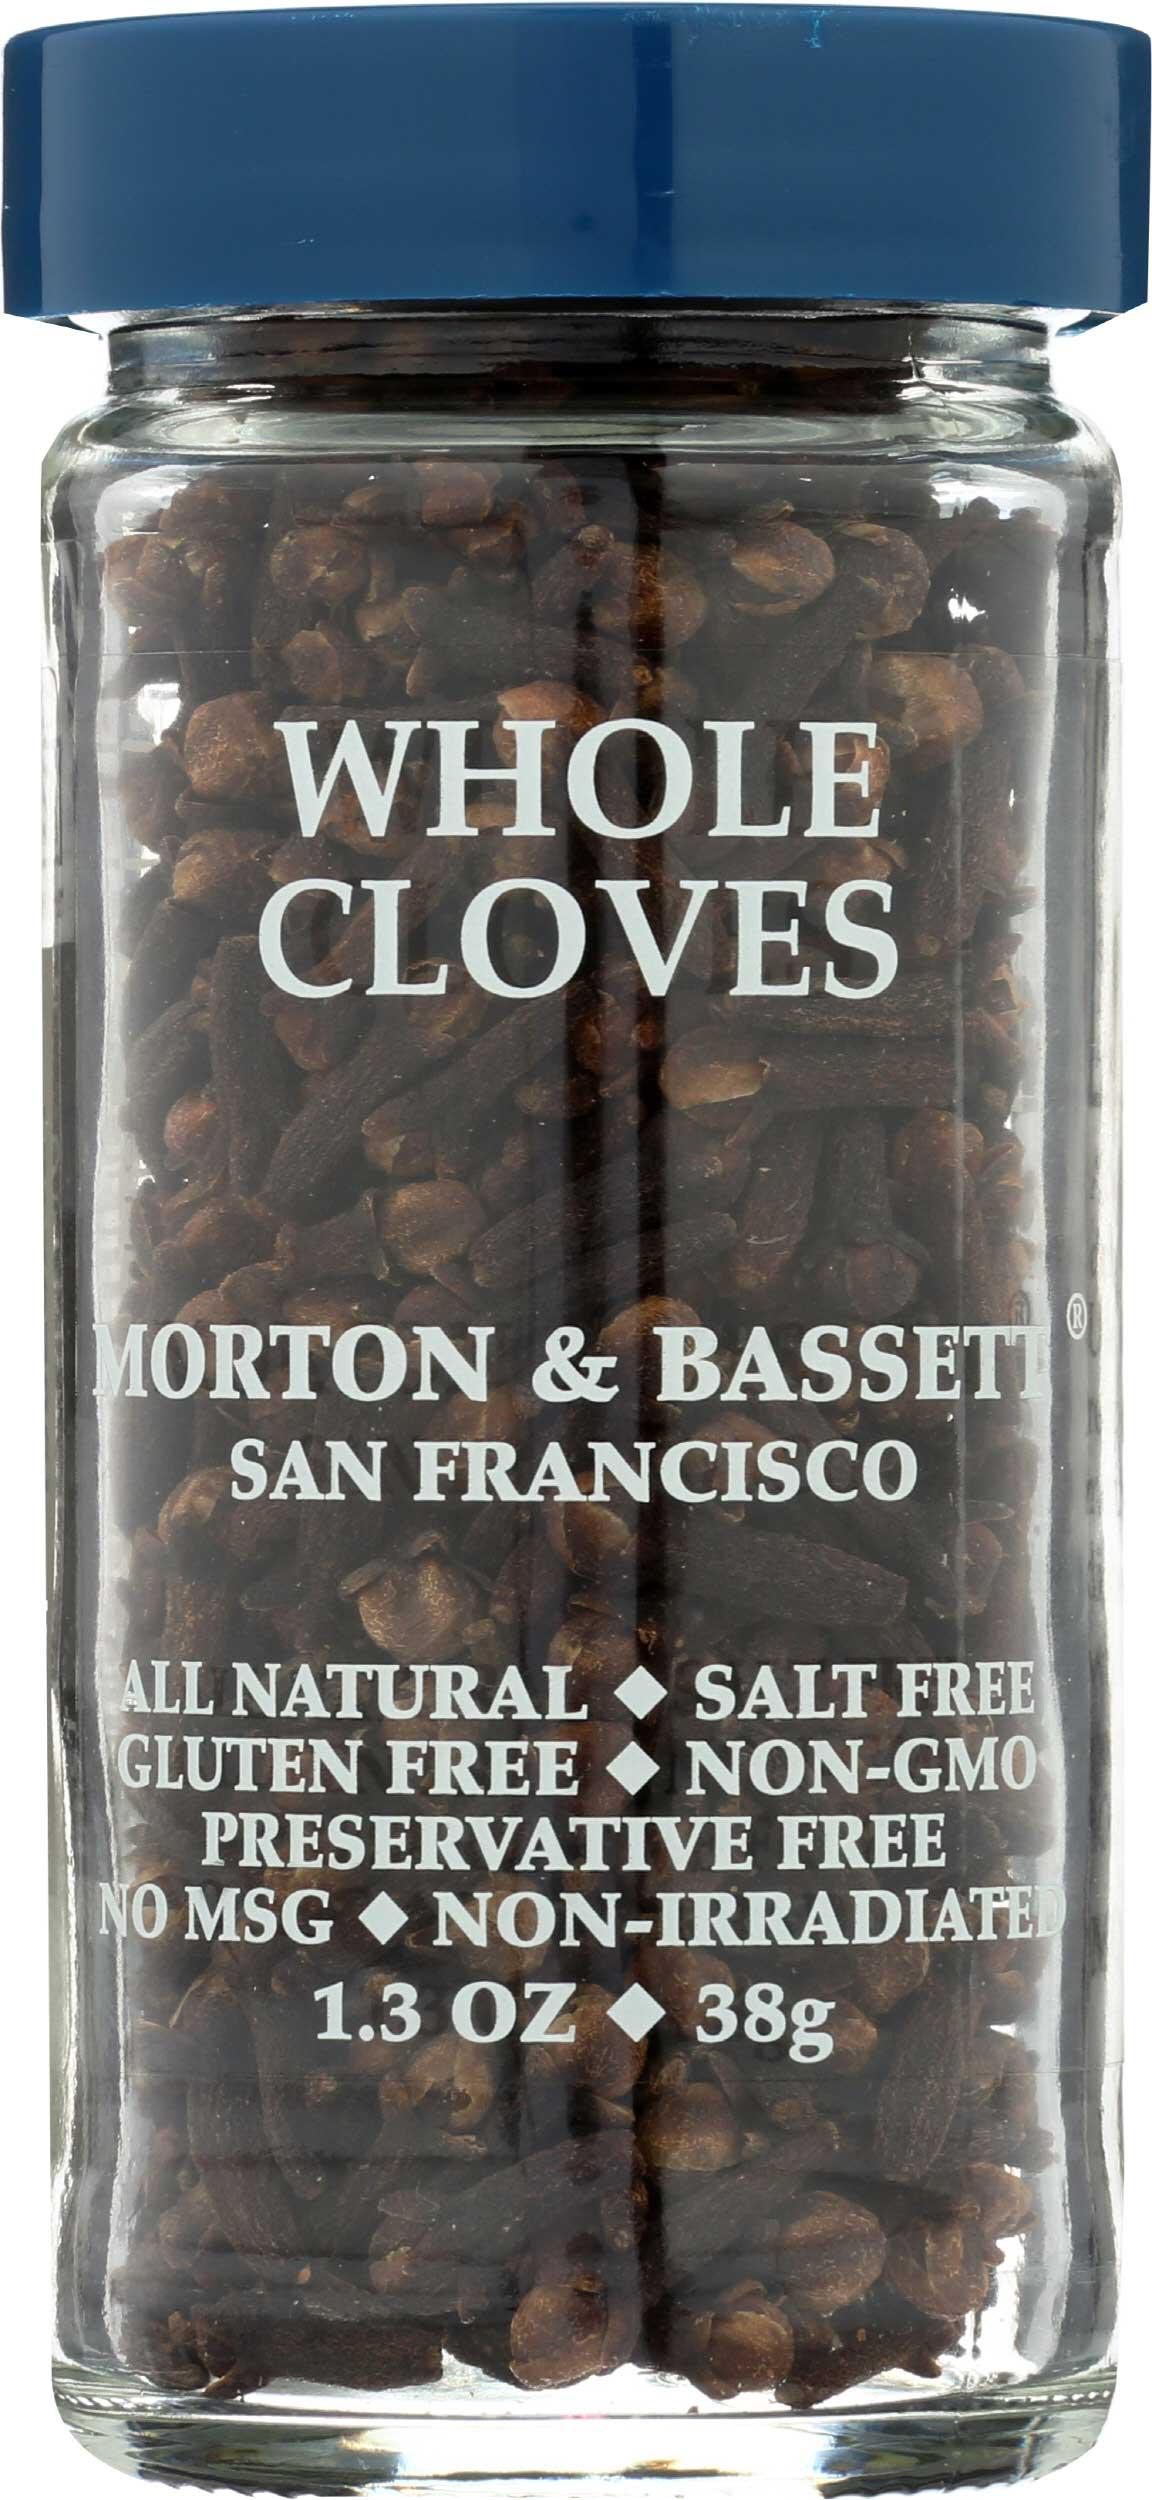 WHOLE
CLOVES
MORTON & BASSETT®
SAN FRANCISCO
ALL NATURAL ◆ SALT FREE
GLUTEN FREE ◆ NON-GMO
PRESERVATIVE FREE
NO MSG ◆ NON-IRRADIATED
1.3 OZ ◆ 38g